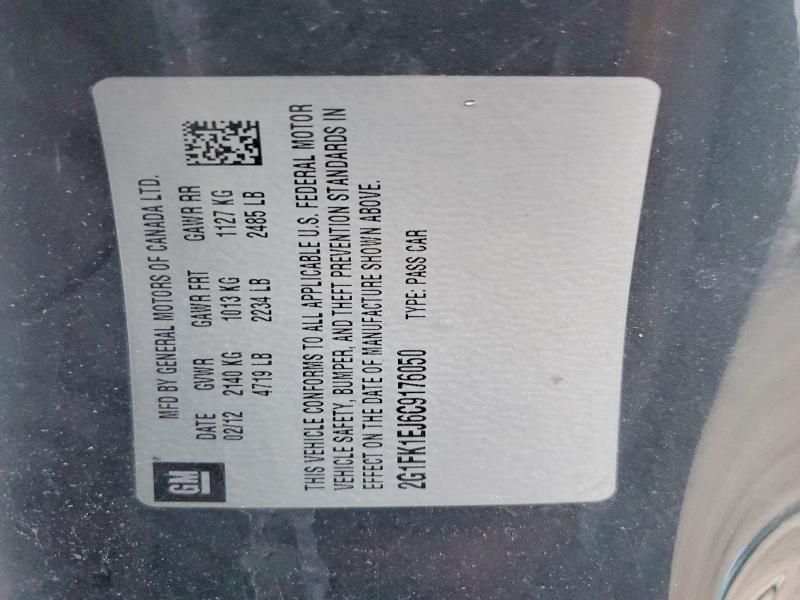 MFD BY GENERAL MOTORS OF CANADA LTD.
GM®
DATE GVWR GAWR FRT GAWR RR
02/12 2140 KG 1013 KG 1127 KG
4719 LB 2234 LB 2485 LB
THIS VEHICLE CONFORMS TO ALL APPLICABLE U.S. FEDERAL MOTOR
VEHICLE SAFETY, BUMPER, AND THEFT PREVENTION STANDARDS IN
EFFECT ON THE DATE OF MANUFACTURE SHOWN ABOVE.
2G1FK1EJ6C9176050 TYPE: PASS CAR